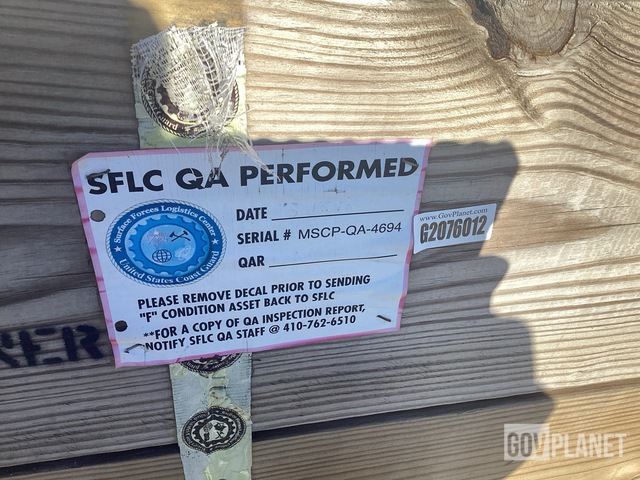 SFLC QA PERFORMED
Surface Forces Logistics Center
United States Coast Guard
DATE
SERIAL # MSCP-QA-4694
QAR
PLEASE REMOVE DECAL PRIOR TO SENDING
"F" CONDITION ASSET BACK TO SFLC
**FOR A COPY OF QA INSPECTION REPORT,
NOTIFY SFLC QA STAFF @ 410-762-6510
www.GovPlanet.com
G2076012
GOVPLANET